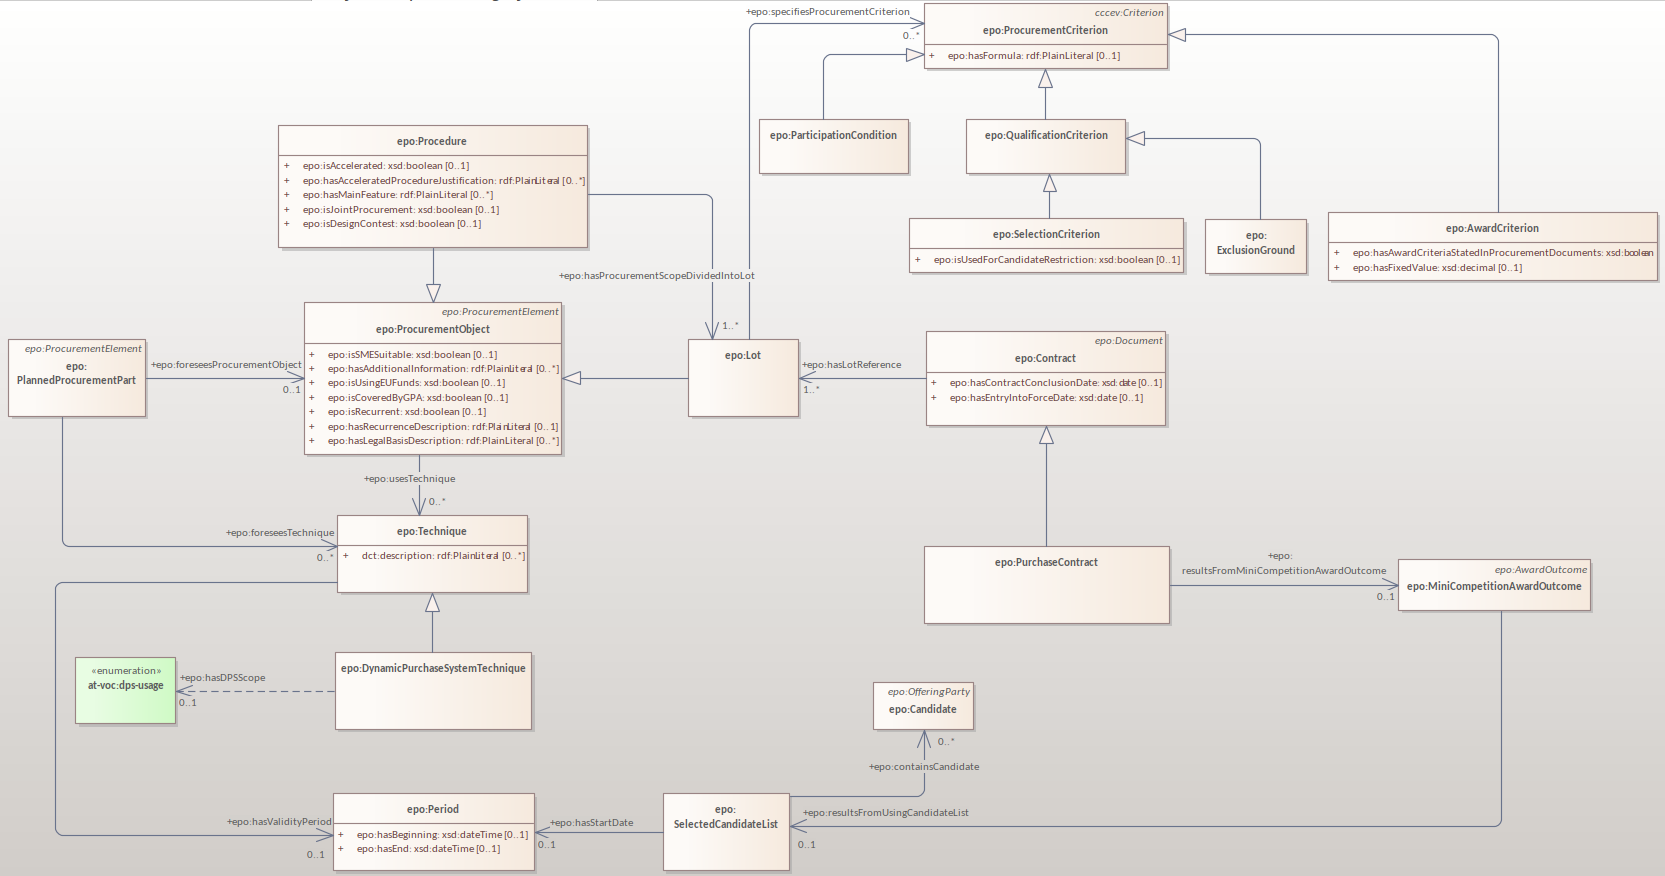 +epo:specifiesProcurementCriterion
0..*
cccev:Criterion
epo:ProcurementCriterion
+ epo:hasFormula: rdf:PlainLiteral [0..1]
epo:ParticipationCondition
epo:QualificationCriterion
epo:Procedure
+ epo:isAccelerated: xsd:boolean [0..1]
+ epo:hasAcceleratedProcedureJustification: rdf:PlainLiteral [0..*]
+ epo:hasMainFeature: rdf:PlainLiteral [0..*]
+ epo:isJointProcurement: xsd:boolean [0..1]
+ epo:isDesignContest: xsd:boolean [0..1]
epo:SelectionCriterion
+ epo:isUsedForCandidateRestriction: xsd:boolean [0..1]
epo:
ExclusionGround
epo:AwardCriterion
+ epo:hasAwardCriteriaStatedInProcurementDocuments: xsd:boolean
+ epo:hasFixedValue: xsd:decimal [0..1]
+epo:hasProcurementScopeDividedIntoLot
1..*
epo:ProcurementElement
epo:ProcurementObject
+ epo:isSMESuitable: xsd:boolean [0..1]
+ epo:hasAdditionalInformation: rdf:PlainLiteral [0..*]
+ epo:isUsingEUFunds: xsd:boolean [0..1]
+ epo:isCoveredByGPA: xsd:boolean [0..1]
+ epo:isRecurrent: xsd:boolean [0..1]
+ epo:hasRecurrenceDescription: rdf:PlainLiteral [0..1]
+ epo:hasLegalBasisDescription: rdf:PlainLiteral [0..*]
epo:ProcurementElement
epo:
PlannedProcurementPart
+epo:foreseesProcurementObject
0..1
epo:Lot
+epo:hasLotReference
1..*
epo:Document
epo:Contract
+ epo:hasContractConclusionDate: xsd:date [0..1]
+ epo:hasEntryIntoForceDate: xsd:date [0..1]
+epo:usesTechnique
0..*
+epo:foreseesTechnique
0..*
epo:Technique
+ dct:description: rdf:PlainLiteral [0..*]
epo:PurchaseContract
+epo:
resultsFromMiniCompetitionAwardOutcome
0..1
epo:AwardOutcome
epo:MiniCompetitionAwardOutcome
«enumeration»
at-voc:dps-usage
+epo:hasDPSScope
0..1
epo:DynamicPurchaseSystemTechnique
epo:OfferingParty
epo:Candidate
0..*
+epo:containsCandidate
+epo:hasValidityPeriod
0..1
epo:Period
+ epo:hasBeginning: xsd:dateTime [0..1]
+ epo:hasEnd: xsd:dateTime [0..1]
+epo:hasStartDate
0..1
epo:
SelectedCandidateList
+epo:resultsFromUsingCandidateList
0..1